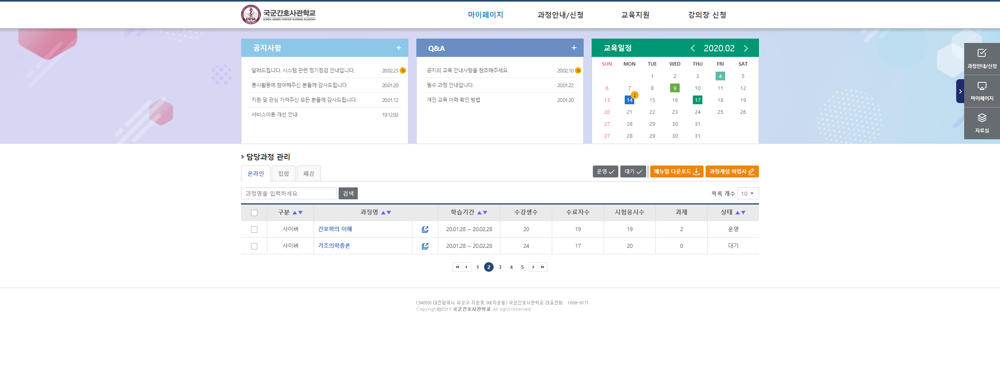 국군간호사관학교
KOREA ARMED FORCES NURSING ACADEMY
KAFNA
마이페이지 과정안내/신청 교육지원 강의장 신청
공지사항 +
알려드립니다. 시스템 관련 정기점검 안내입니다. 20.02.23 N
봉사활동에 참여해주신 분들께 감사드립니다. 20.01.20
지원 및 관심 가져주신 모든 분들께 감사드립니다. 20.01.12
서비스이용 개선 안내 19.12.02
Q&A +
공지의 교육 안내사항을 참조해주세요. 20.02.10 N
필수 과정 안내입니다. 20.01.22
개인 교육 이력 확인 방법 20.01.20
교육일정 2020.02
SUN MON TUE WED THU FRI SAT
1 2 3 4 5
6 7 8 9 10 11 12
13 14 2 15 16 17 18 19
20 21 22 23 24 25 26
27 28 29 30 31
27 28 29 30 31
과정안내/신청
마이페이지
자료실
담당과정 관리
온라인 집합 폐강 운영 대기 매뉴얼 다운로드 과정개설 마법사
과정명을 입력하세요 검색 목록 개수 10
구분 ▲▼ 과정명 ▲▼ 학습기간 ▲▼ 수강생수 수료자수 시험응시수 과제 상태 ▲▼
사이버 간호학의 이해 20.01.28 ~ 20.02.28 20 19 19 2 운영
사이버 기초의학총론 20.01.28 ~ 20.02.28 24 17 20 0 대기
1 2 3 4 5
(34059) 대전광역시 유성구 자운로 90(자운동) 국군간호사관학교 대표전화 : 1688-9171
Copyright©2013 국군간호사관학교 All right reserved